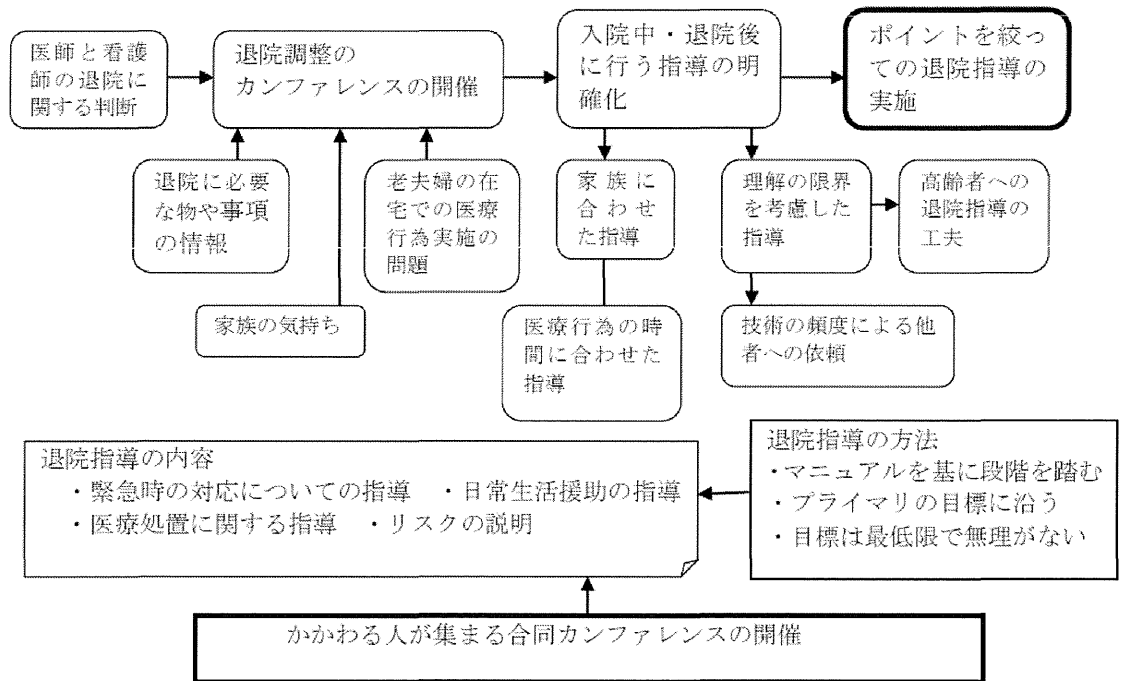 医師と看護
師の退院に
関する判断
退院調整の
カンファレンスの開催
入院中・退院後
に行う指導の明
確化
ポイントを絞っ
ての退院指導の
実施
退院に必要
な物や事項
の情報
老夫婦の在
宅での医療
行為実施の
問題
家族に
合わせ
た指導
理解の限界
を考慮した
指導
高齢者への
退院指導の
工夫
家族の気持ち
医療行為の時
間に合わせた
指導
技術の頻度による他
者への依頼
退院指導の内容
・緊急時の対応についての指導 ・日常生活援助の指導
・医療処置に関する指導 ・リスクの説明
退院指導の方法
・マニュアルを基に段階を踏む
・プライマリの目標に沿う
・目標は最低限で無理がない
かかわる人が集まる合同カンファレンスの開催